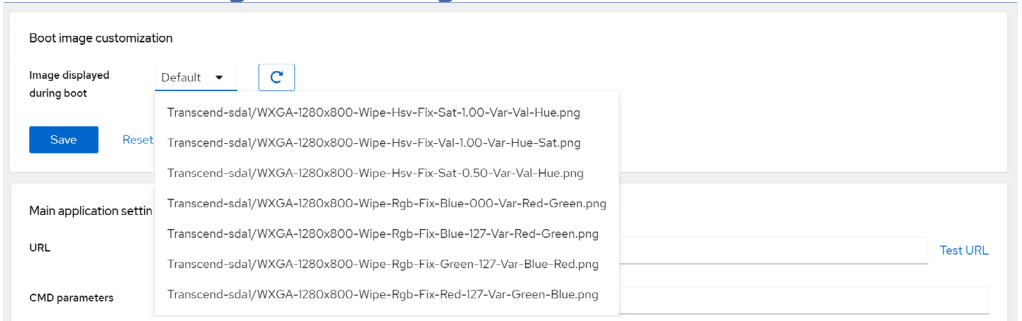 Boot image customization
Image displayed
during boot
Default
Transcend-sda1/WXGA-1280x800-Wipe-Hsv-Fix-Sat-1.00-Var-Val-Hue.png
Transcend-sda1/WXGA-1280x800-Wipe-Hsv-Fix-Val-1.00-Var-Hue-Sat.png
Save Reset
Transcend-sda1/WXGA-1280x800-Wipe-Hsv-Fix-Sat-0.50-Var-Val-Hue.png
Transcend-sda1/WXGA-1280x800-Wipe-Rgb-Fix-Blue-000-Var-Red-Green.png
Main application settin
Transcend-sda1/WXGA-1280x800-Wipe-Rgb-Fix-Blue-127-Var-Red-Green.png
URL
Test URL
Transcend-sda1/WXGA-1280x800-Wipe-Rgb-Fix-Green-127-Var-Blue-Red.png
CMD parameters
Transcend-sda1/WXGA-1280x800-Wipe-Rgb-Fix-Red-127-Var-Green-Blue.png